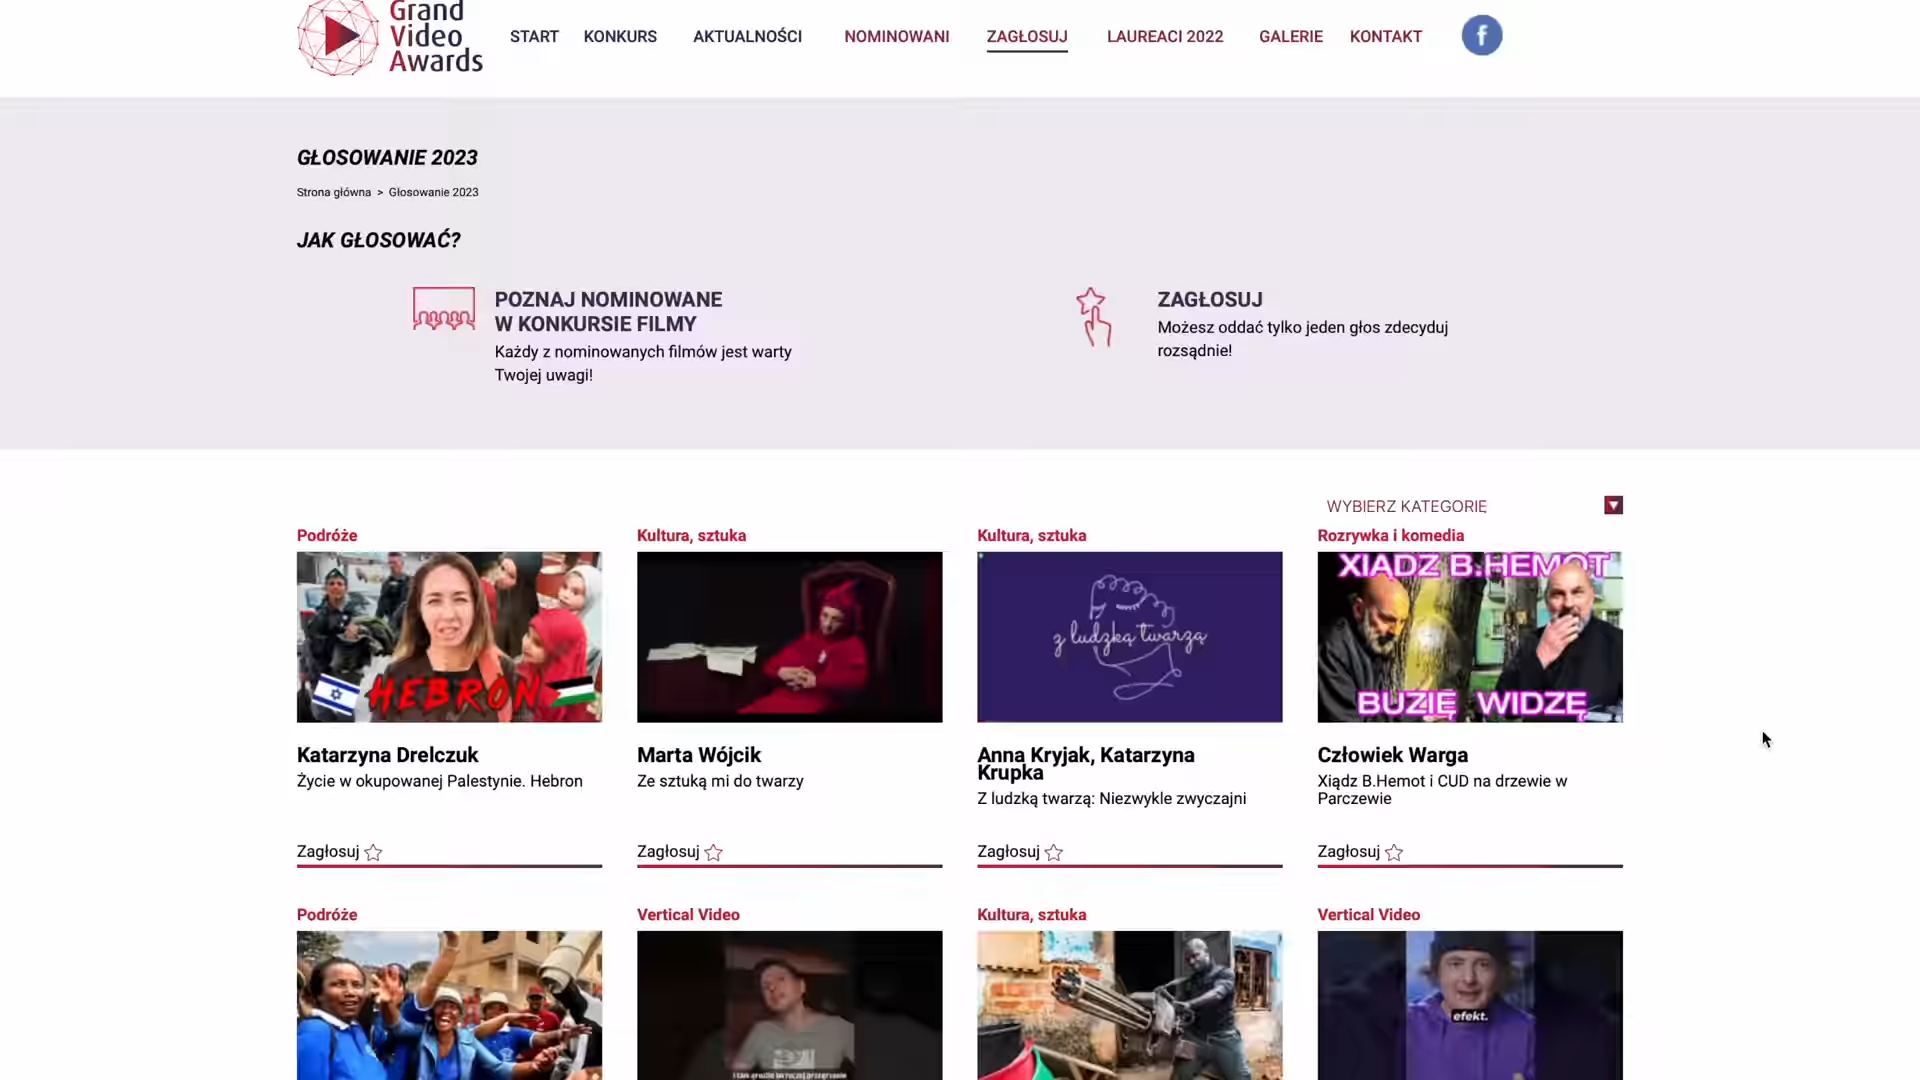 Grand
Video
Awards
START
KONKURS
AKTUALNOŚCI
NOMINOWANI
ZAGŁOSUJ
LAUREACI 2022
GALERIE
KONTAKT
f
GŁOSOWANIE 2023
Strona główna > Głosowanie 2023
JAK GŁOSOWAĆ?
POZNAJ NOMINOWANE
W KONKURSIE FILMY
Każdy z nominowanych filmów jest warty
Twojej uwagi!
ZAGŁOSUJ
Możesz oddać tylko jeden głos zdecyduj
rozsądnie!
WYBIERZ KATEGORIĘ
Podróże
HEBRON
Katarzyna Drelczuk
Życie w okupowanej Palestynie. Hebron
Zagłosuj
Kultura, sztuka
Marta Wójcik
Ze sztuką mi do twarzy
Zagłosuj
Kultura, sztuka
z ludzką twarzą
Anna Kryjak, Katarzyna
Krupka
Z ludzką twarzą: Niezwykle zwyczajni
Zagłosuj
Rozrywka i komedia
XIĄDZ B.HEMOT
BUZIĘ WIDZĘ
Człowiek Warga
Xiądz B.Hemot i CUD na drzewie w
Parczewie
Zagłosuj
Podróże
Vertical Video
Kultura, sztuka
Vertical Video
efekt.